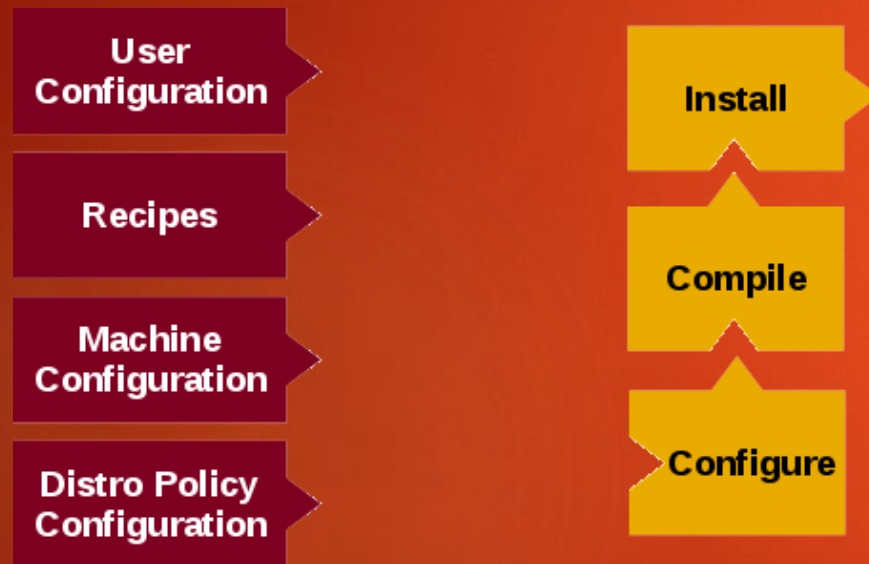 User
Configuration
Recipes
Machine
Configuration
Distro Policy
Configuration
Install
Compile
Configure